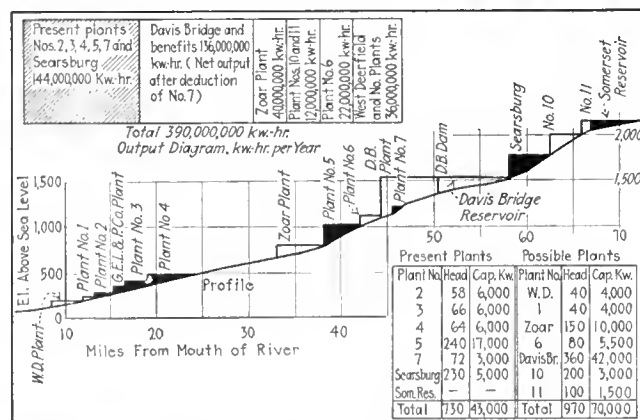 Present plants
Nos. 2, 3, 4, 5, 7 and
Searsburg
144,000,000 Kw.-hr.
Davis Bridge and
benefits 136,000,000
kw.-hr. (Net output
after deduction
of No.7)
Zoar Plant
40,000,000 kw-hr.
Plant Nos. 10 and 11
12,000,000 kw-hr.
Plant No.6
22,000,000 kw-hr.
West Deerfield
and No. Plants
36,000,000 kw-hr.
Total 390,000,000 kw-hr.
Output Diagram, kw-hr. per Year
El. Above Sea Level
1,500
1,000
500
0
W.D. Plant
Plant No.1
Plant No.2
G.E.L.&P.Co. Plant
Plant No.3
Plant No.4
Zoar Plant
Plant No.5
Plant No.6
D.B. Plant
Plant No.7
D.B. Dam
Searsburg
No.10
No.11
Somerset
Reservoir
2,000
1,500
Davis Bridge
Reservoir
Profile
10 20 30 40 50 60 70
Miles From Mouth of River
Present Plants Possible Plants
Plant No. Head Cap. Kw. Plant No. Head Cap. Kw.
2 58 6,000 W.D. 40 4,000
3 66 6,000 1 40 4,000
4 64 6,000 Zoar 150 10,000
5 240 17,000 6 80 5,500
7 72 3,000 Davis Br. 360 42,000
Searsburg 230 5,000 10 200 3,000
Som. Res. – – 11 100 1,500
Total 730 43,000 Total 970 70,000